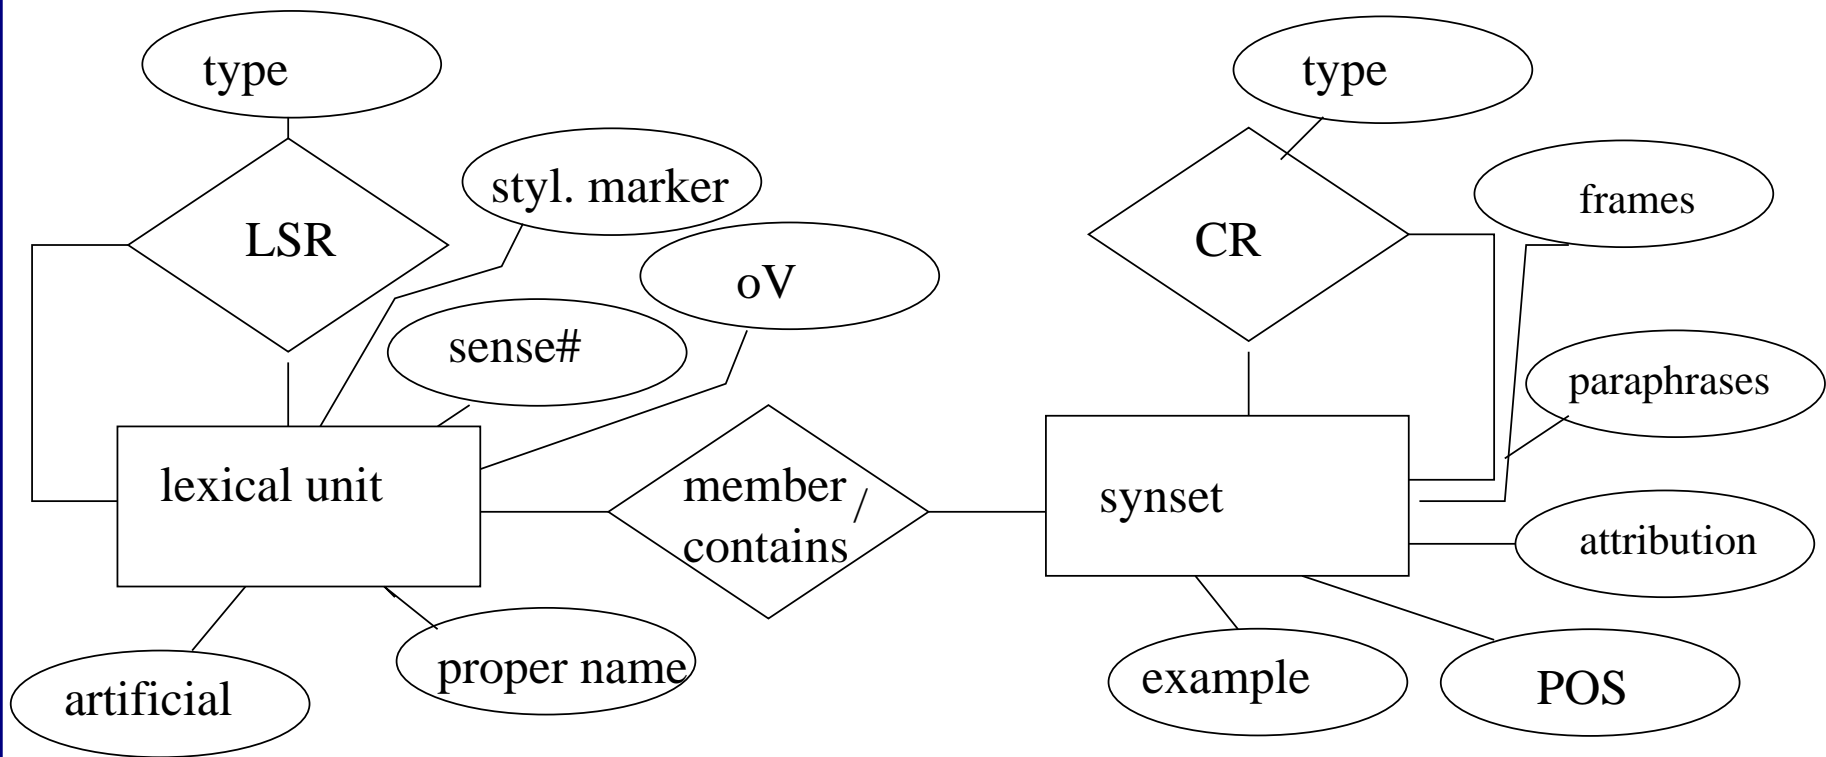 type
type
styl. marker
frames
LSR
CR
oV
sense#
paraphrases
lexical unit
member /
contains
synset
attribution
artificial
proper name
example
POS